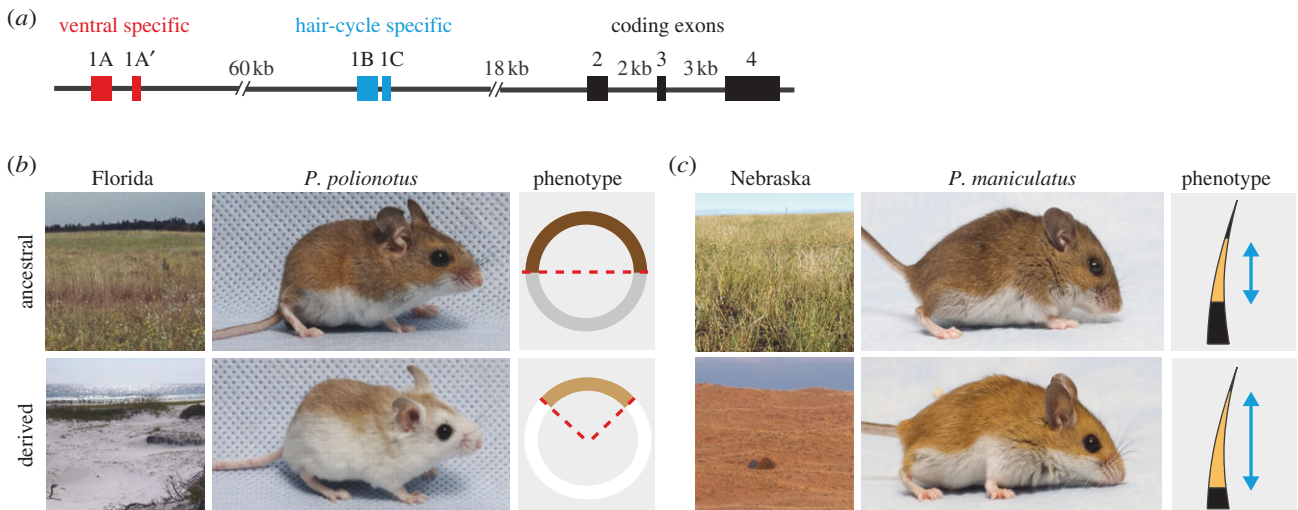 (a)
ventral specific
hair-cycle specific
coding exons
1A 1A′ 60 kb 1B 1C 18 kb 2 2 kb 3 3 kb 4
(b)
Florida P. polionotus phenotype
ancestral
derived
(c)
Nebraska P. maniculatus phenotype